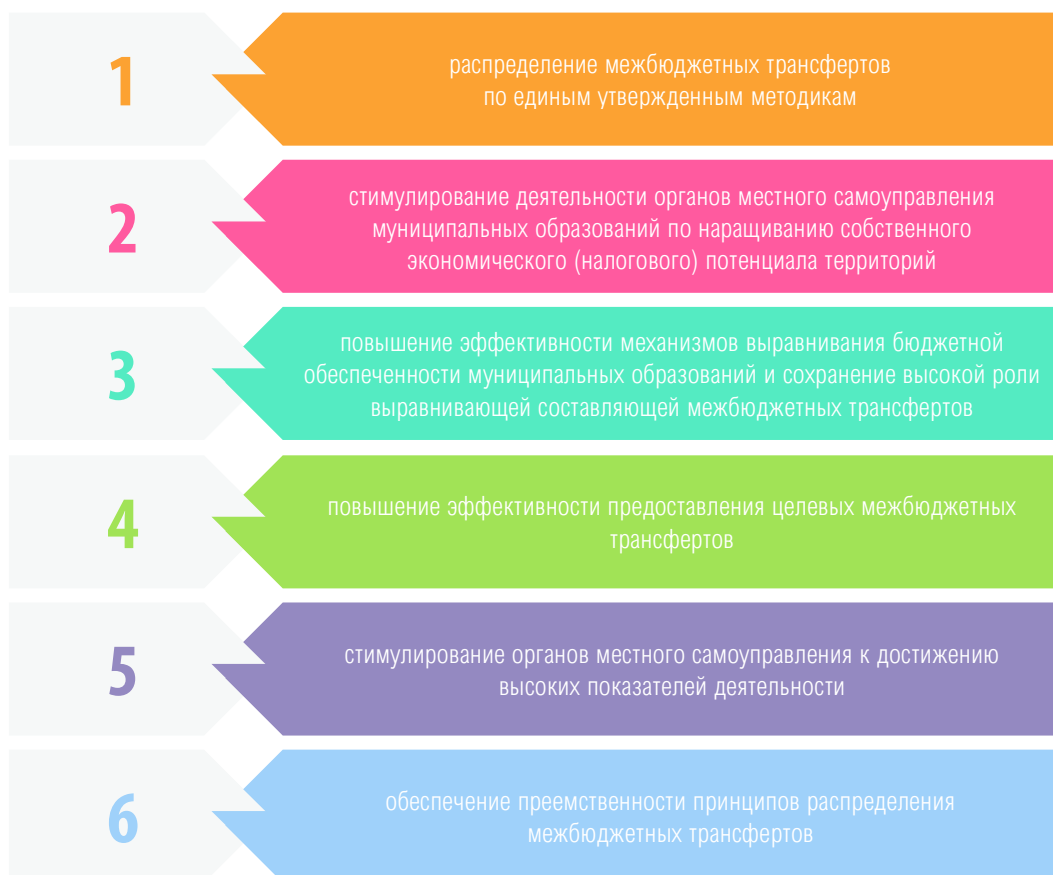 1
распределение межбюджетных трансфертов
по единым утвержденным методикам
2
стимулирование деятельности органов местного самоуправления
муниципальных образований по наращиванию собственного
экономического (налогового) потенциала территорий
3
повышение эффективности механизмов выравнивания бюджетной
обеспеченности муниципальных образований и сохранение высокой роли
выравнивающей составляющей межбюджетных трансфертов
4
повышение эффективности предоставления целевых межбюджетных
трансфертов
5
стимулирование органов местного самоуправления к достижению
высоких показателей деятельности
6
обеспечение преемственности принципов распределения
межбюджетных трансфертов